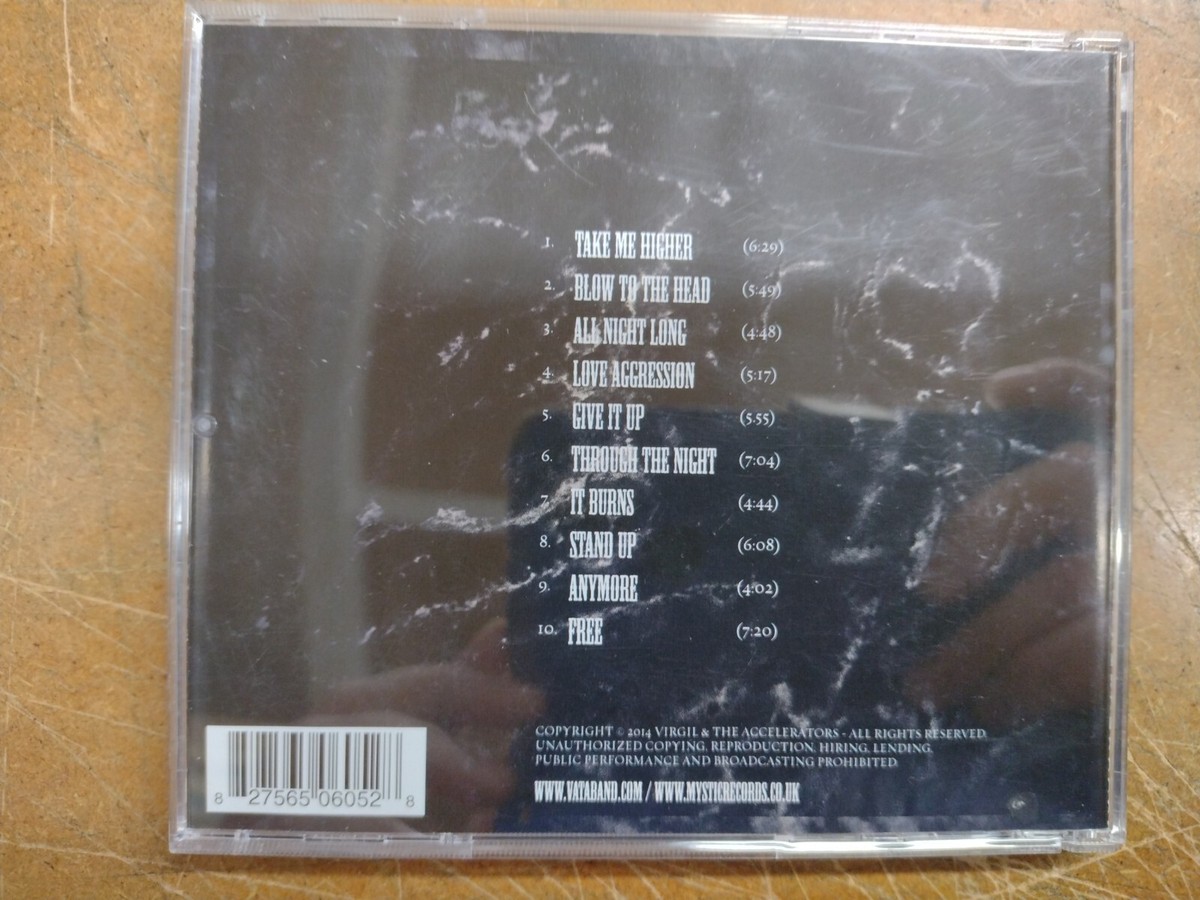 1. TAKE ME HIGHER (6:29)
2. BLOW TO THE HEAD (5:49)
3. ALL NIGHT LONG (4:48)
4. LOVE AGGRESSION (5:17)
5. GIVE IT UP (5.55)
6. THROUGH THE NIGHT (7:04)
7. IT BURNS (4:44)
8. STAND UP (6:08)
9. ANYMORE (4:02)
10. FREE (7:20)
COPYRIGHT © 2014 VIRGIL & THE ACCELERATORS - ALL RIGHTS RESERVED.
UNAUTHORIZED COPYING, REPRODUCTION, HIRING, LENDING,
PUBLIC PERFORMANCE AND BROADCASTING PROHIBITED.
WWW.VATABAND.COM / WWW.MYSTICRECORDS.CO.UK
8 27565 06052 8